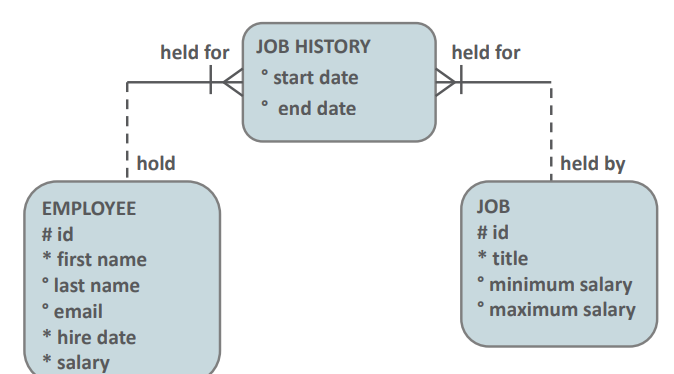 held for
JOB HISTORY
held for
° start date
° end date
hold
held by
EMPLOYEE
# id
* first name
° last name
° email
* hire date
* salary
JOB
# id
* title
° minimum salary
° maximum salary